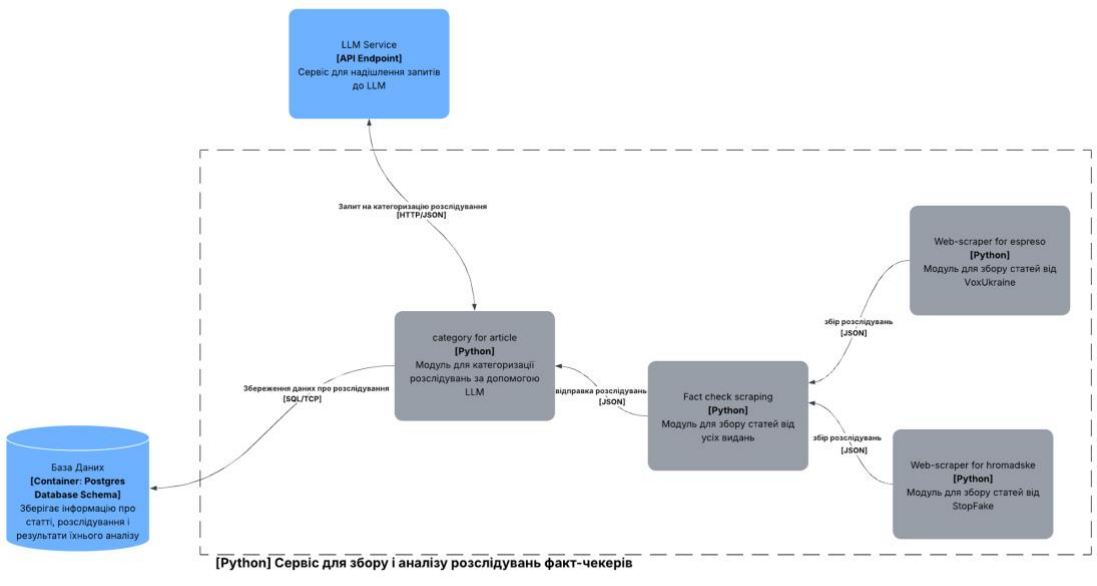 LLM Service
[API Endpoint]
Сервіс для надішлення запитів
до LLM
Запит на категоризацію розслідування
[HTTP/JSON]
Web-scraper for espreso
[Python]
Модуль для збору статей від
VoxUkraine
збір розслідувань
[JSON]
category for article
[Python]
Модуль для категоризації
розслідувань за допомогою
LLM
Збереження даних про розслідування
[SQL/TCP]
відправка розслідувань
[JSON]
Fact check scraping
[Python]
Модуль для збору статей від
усіх видань
збір розслідувань
[JSON]
Web-scraper for hromadske
[Python]
Модуль для збору статей від
StopFake
База Даних
[Container: Postgres
Database Schema]
Зберігає інформацію про
статті, розслідування і
результати їхнього аналізу
[Python] Сервіс для збору і аналізу розслідувань факт-чекерів